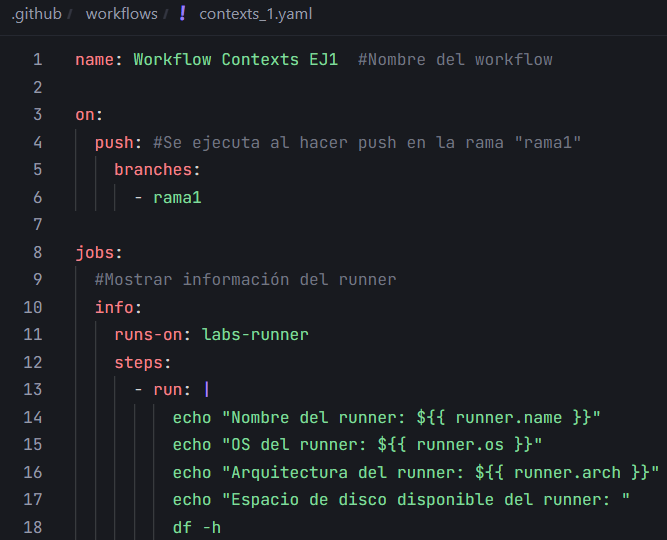 .github / workflows / ! contexts_1.yaml
1 name: Workflow Contexts EJ1  #Nombre del workflow
2
3 on:
4   push: #Se ejecuta al hacer push en la rama "rama1"
5     branches:
6       - rama1
7
8 jobs:
9   #Mostrar información del runner
10   info:
11     runs-on: labs-runner
12     steps:
13       - run: |
14           echo "Nombre del runner: ${{ runner.name }}"
15           echo "OS del runner: ${{ runner.os }}"
16           echo "Arquitectura del runner: ${{ runner.arch }}"
17           echo "Espacio de disco disponible del runner: "
18           df -h